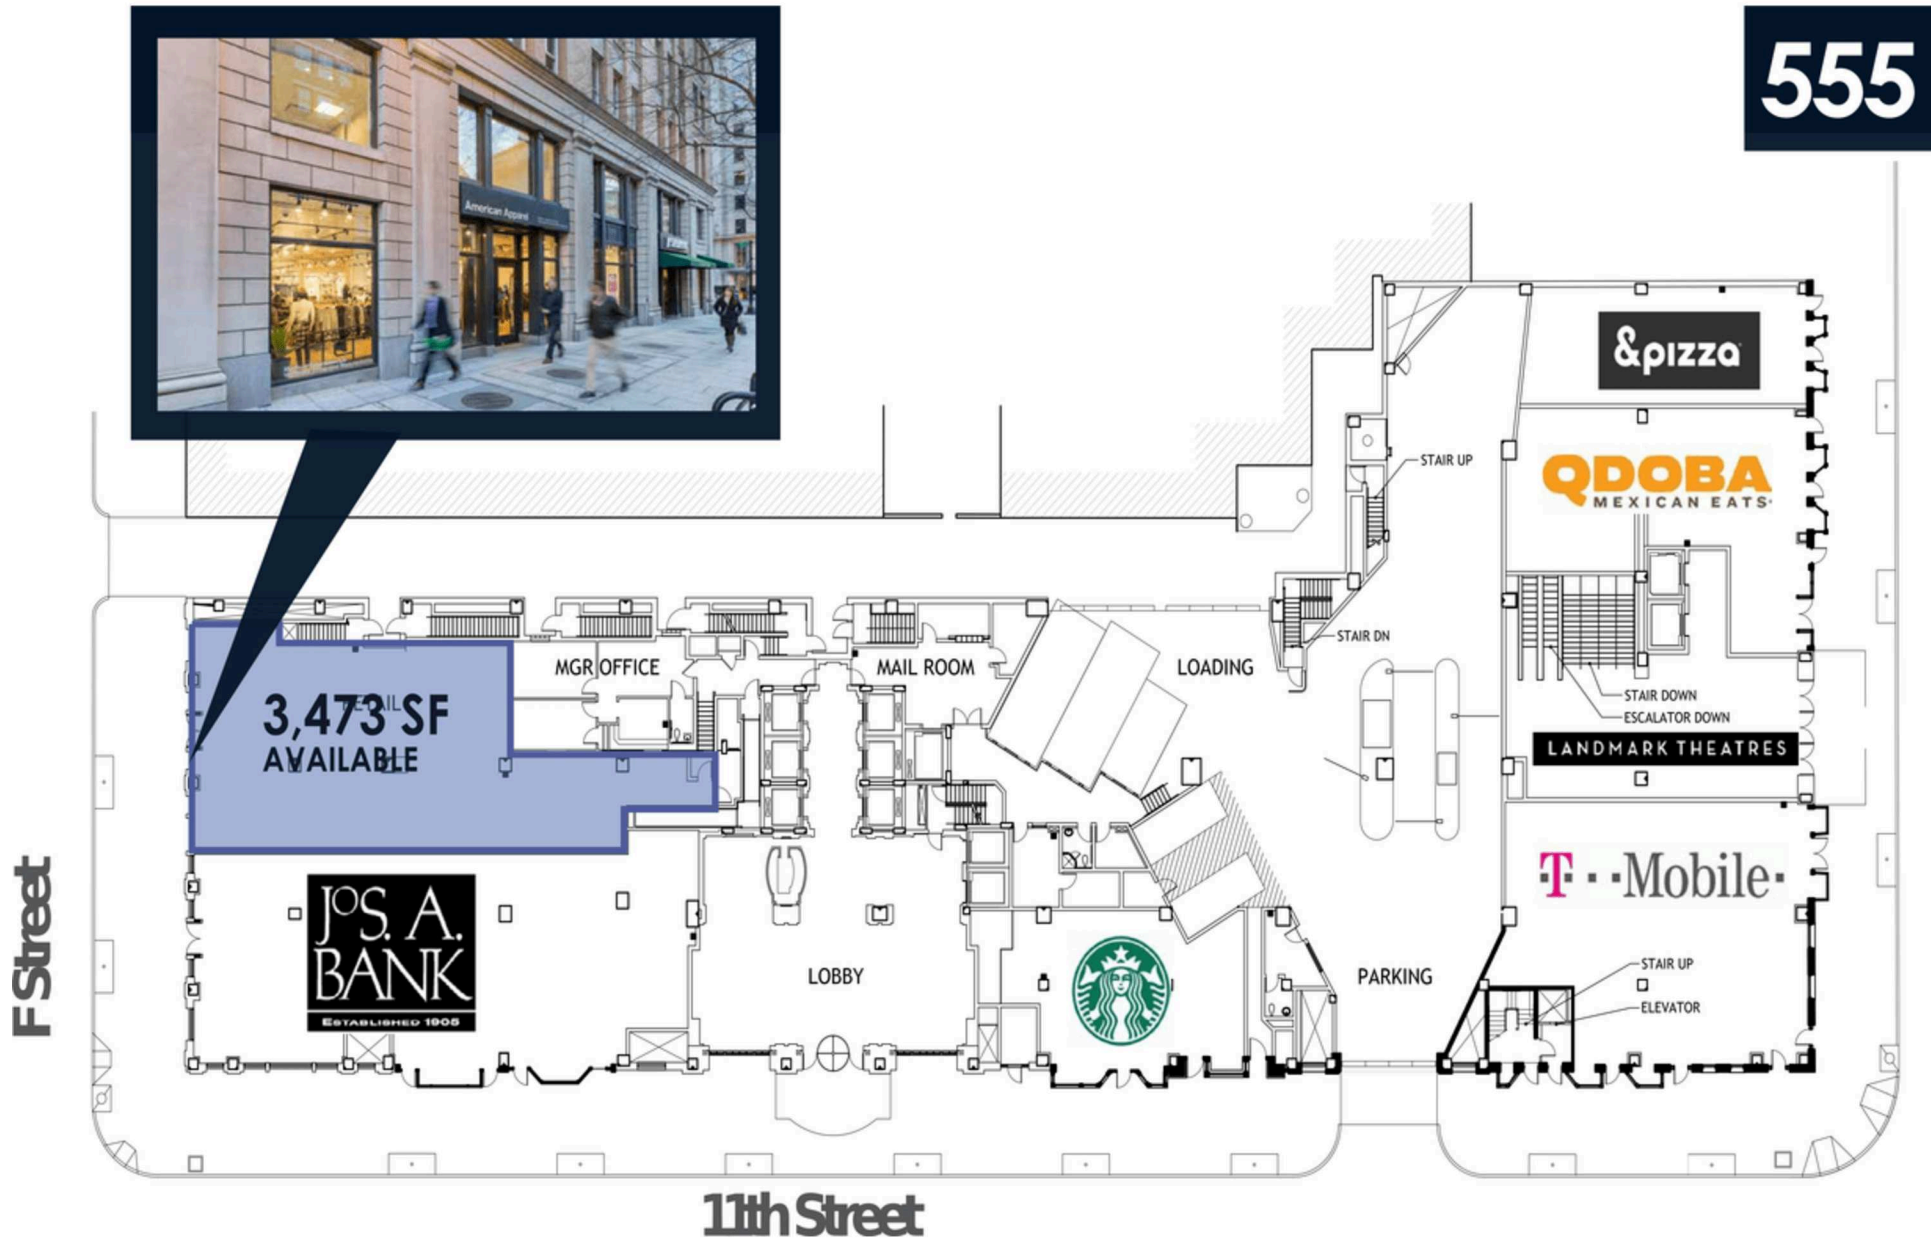 555
American Apparel
&pizza
QDOBA
MEXICAN EATS
STAIR UP
STAIR DN
MGR OFFICE
MAIL ROOM
LOADING
RETAIL
3,473 SF
AVAILABLE
STAIR DOWN
ESCALATOR DOWN
LANDMARK THEATRES
T··Mobile·
JOS. A.
BANK
ESTABLISHED 1905
LOBBY
PARKING
STAIR UP
ELEVATOR
F Street
11th Street